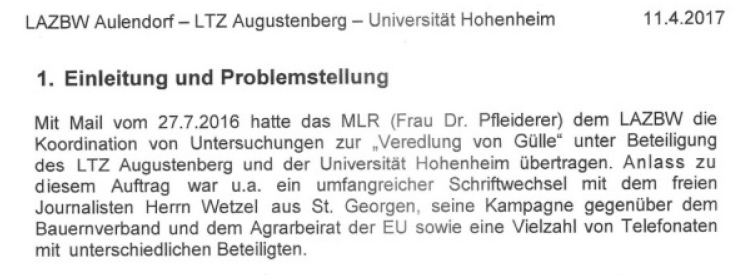 LAZBW Aulendorf – LTZ Augustenberg – Universität Hohenheim 11.4.2017
1. Einleitung und Problemstellung
Mit Mail vom 27.7.2016 hatte das MLR (Frau Dr. Pfleiderer) dem LAZBW die
Koordination von Untersuchungen zur „Veredlung von Gülle“ unter Beteiligung
des LTZ Augustenberg und der Universität Hohenheim übertragen. Anlass zu
diesem Auftrag war u.a. ein umfangreicher Schriftwechsel mit dem freien
Journalisten Herrn Wetzel aus St. Georgen, seine Kampagne gegenüber dem
Bauernverband und dem Agrarbeirat der EU sowie eine Vielzahl von Telefonaten
mit unterschiedlichen Beteiligten.